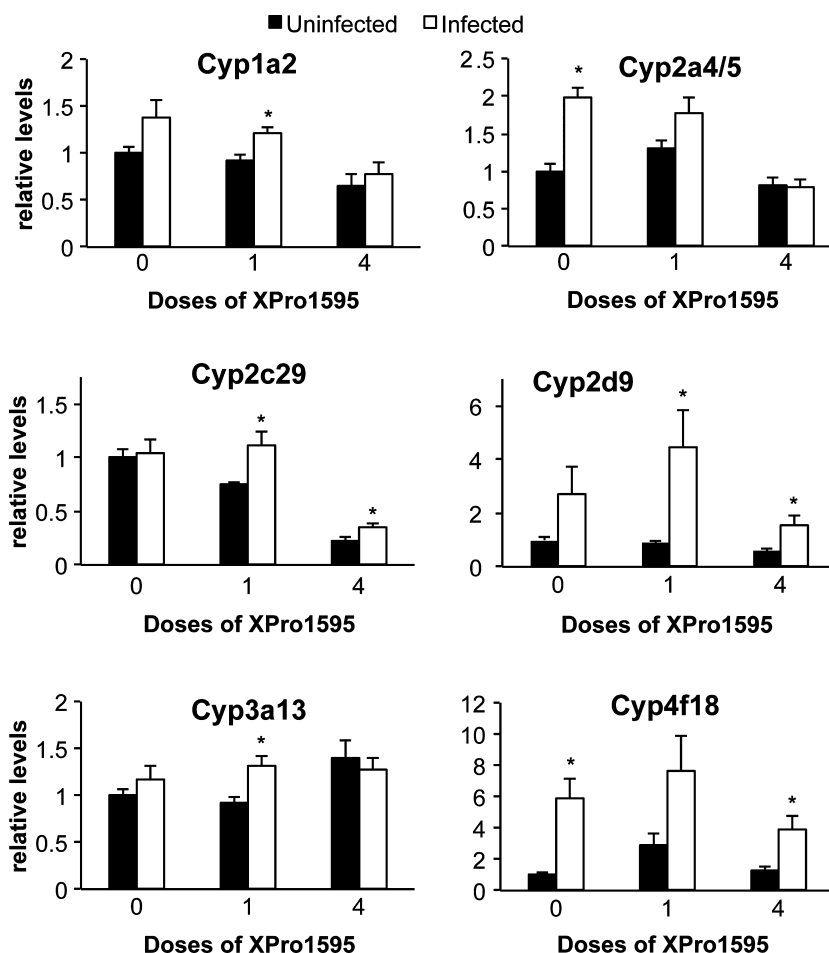 Uninfected Infected
Cyp1a2
relative levels
2
1.5
*
1
0.5
0
0 1 4
Doses of XPro1595
Cyp2a4/5
2.5
*
2
1.5
1
0.5
0
0 1 4
Doses of XPro1595
Cyp2c29
relative levels
1.5
*
1
0.5
*
0
0 1 4
Doses of XPro1595
Cyp2d9
6
*
4
2
*
0
0 1 4
Doses of XPro1595
Cyp3a13
relative levels
2
1.5
*
1
0.5
0
0 1 4
Doses of XPro1595
Cyp4f18
12
10
8
*
6
*
4
2
0
0 1 4
Doses of XPro1595